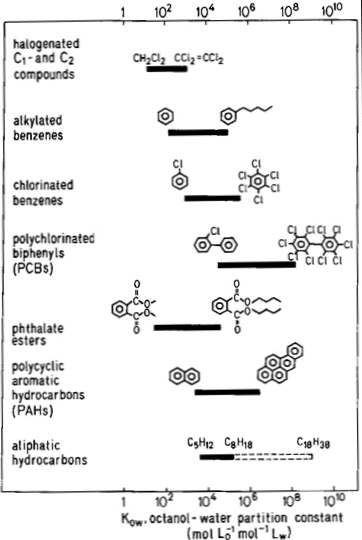 1 10² 10⁴ 10⁶ 10⁸ 10¹⁰
halogenated
C₁- and C₂
compounds
CH₂Cl₂ CCl₂=CCl₂
alkylated
benzenes
chlorinated
benzenes
Cl
Cl Cl
Cl Cl
Cl Cl
polychlorinated
biphenyls
(PCBs)
Cl
Cl Cl Cl Cl
Cl Cl
Cl Cl Cl Cl
phthalate
esters
O
O
O
O
O
O
O
O
polycyclic
aromatic
hydrocarbons
(PAHs)
aliphatic
hydrocarbons
C₅H₁₂ C₈H₁₈ C₁₈H₃₈
1 10² 10⁴ 10⁶ 10⁸ 10¹⁰
Kow, octanol-water partition constant
(mol L₀⁻¹ mol⁻¹ Lw)